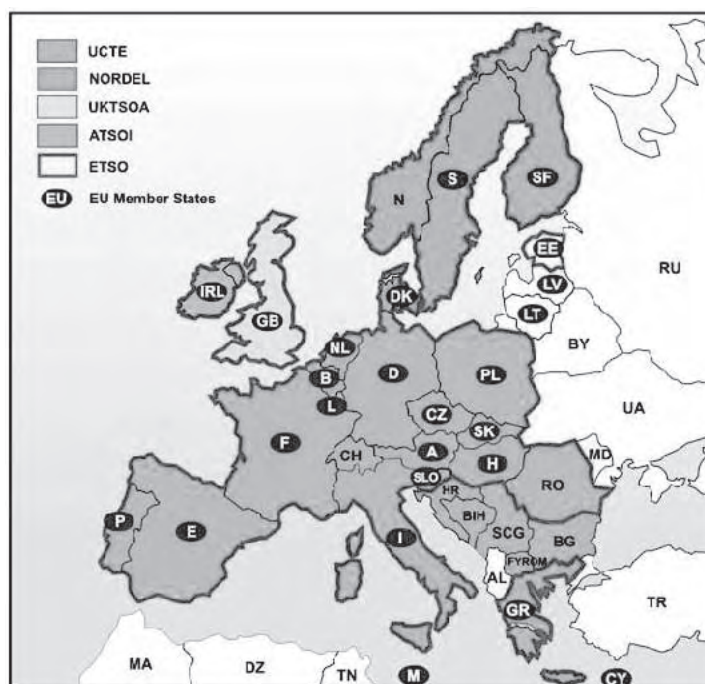 UCTE
NORDEL
UKTSOA
ATSOI
ETSO
EU EU Member States
N
S
SF
RU
EE
LV
IRL
DK
LT
GB
BY
NL
B
D
PL
L
CZ
UA
SK
F
A
MD
CH
H
SLO
RO
HR
BIH
P
E
I
SCG
BG
FYROM
AL
GR
TR
MA
DZ
TN
M
CY